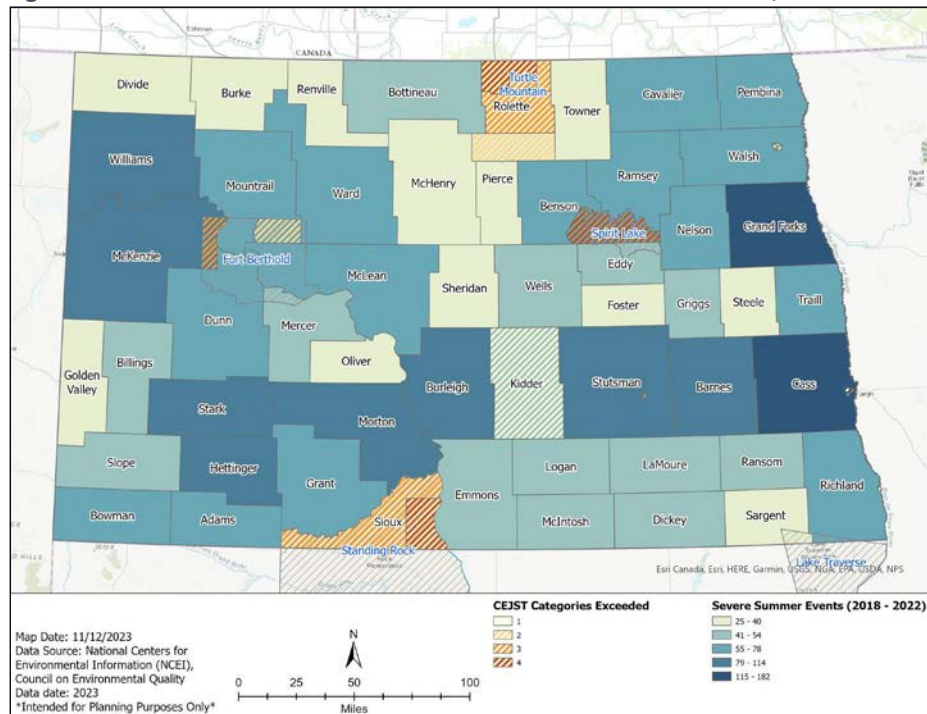 CANADA
Estevan
Divide
Burke
Renville
Bottineau
Turtle
Mountain
Rolette
Towner
Cavalier
Pembina
Williams
Mountrail
Ward
McHenry
Pierce
Benson
Ramsey
Walsh
McKenzie
Fort Berthold
McLean
Spirit Lake
Nelson
Grand Forks
Sheridan
Wells
Eddy
Foster
Griggs
Steele
Traill
Dunn
Mercer
Oliver
Golden
Valley
Billings
Burleigh
Kidder
Stutsman
Barnes
Cass
Stark
Morton
Slope
Hettinger
Grant
Emmons
Logan
LaMoure
Ransom
Richland
Bowman
Adams
Sioux
McIntosh
Dickey
Sargent
Standing Rock
Lake Traverse
Esri Canada, Esri, HERE, Garmin, USGS, NGA, EPA, USDA, NPS
Map Date: 11/12/2023
Data Source: National Centers for
Environmental Information (NCEI),
Council on Environmental Quality
Data date: 2023
*Intended for Planning Purposes Only*
N
0 25 50 100
Miles
CEJST Categories Exceeded
1
2
3
4
Severe Summer Events (2018 - 2022)
25 - 40
41 - 54
55 - 78
79 - 114
115 - 182